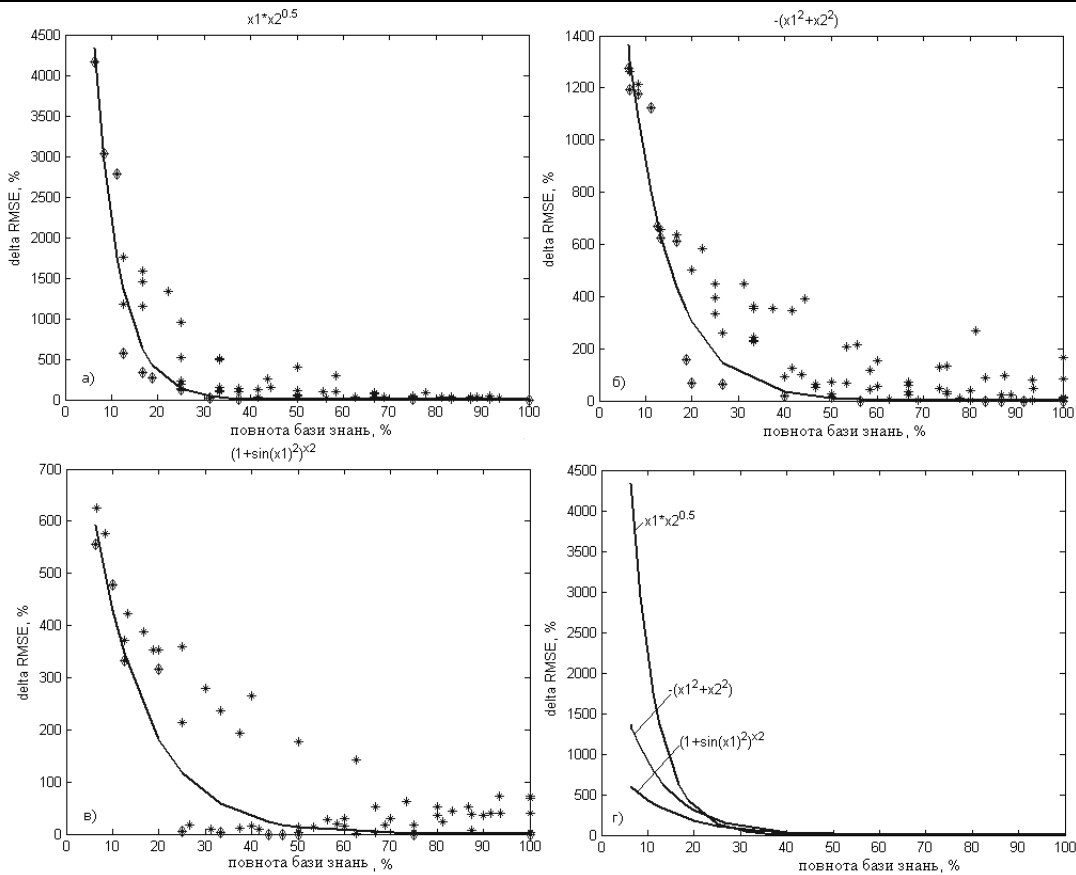 x1*x2^0.5
4500
4000
3500
3000
2500
2000
1500
1000
500
0
delta RMSE, %
а)
0 10 20 30 40 50 60 70 80 90 100
повнота бази знань, %
-(x1^2+x2^2)
1400
1200
1000
800
600
400
200
0
delta RMSE, %
б)
0 10 20 30 40 50 60 70 80 90 100
повнота бази знань, %
(1+sin(x1)^2)^x2
700
600
500
400
300
200
100
0
delta RMSE, %
в)
0 10 20 30 40 50 60 70 80 90 100
повнота бази знань , %
4500
4000
3500
3000
2500
2000
1500
1000
500
0
delta RMSE, %
x1*x2^0.5
-(x1^2+x2^2)
(1+sin(x1)^2)^x2
г)
0 10 20 30 40 50 60 70 80 90 100
повнота бази знань, %